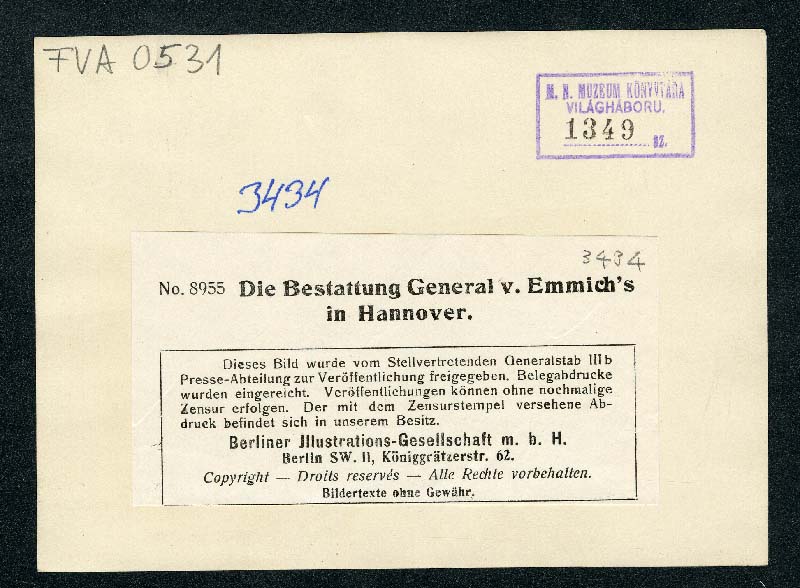 FVA 0531
M. N. MUZEUM KÖNYVTÁRA
VILÁGHÁBORU.
1349 sz.
3434
3434
No. 8955 Die Bestattung General v. Emmich's
in Hannover.
Dieses Bild wurde vom Stellvertretenden Generalstab IIIb
Presse-Abteilung zur Veröffentlichung freigegeben. Belegabdrucke
wurden eingereicht. Veröffentlichungen können ohne nochmalige
Zensur erfolgen. Der mit dem Zensurstempel versehene Ab-
druck befindet sich in unserem Besitz.
Berliner Jllustrations-Gesellschaft m. b. H.
Berlin SW. 11, Königgrätzerstr. 62.
Copyright — Droits reservés — Alle Rechte vorbehalten.
Bildertexte ohne Gewähr.